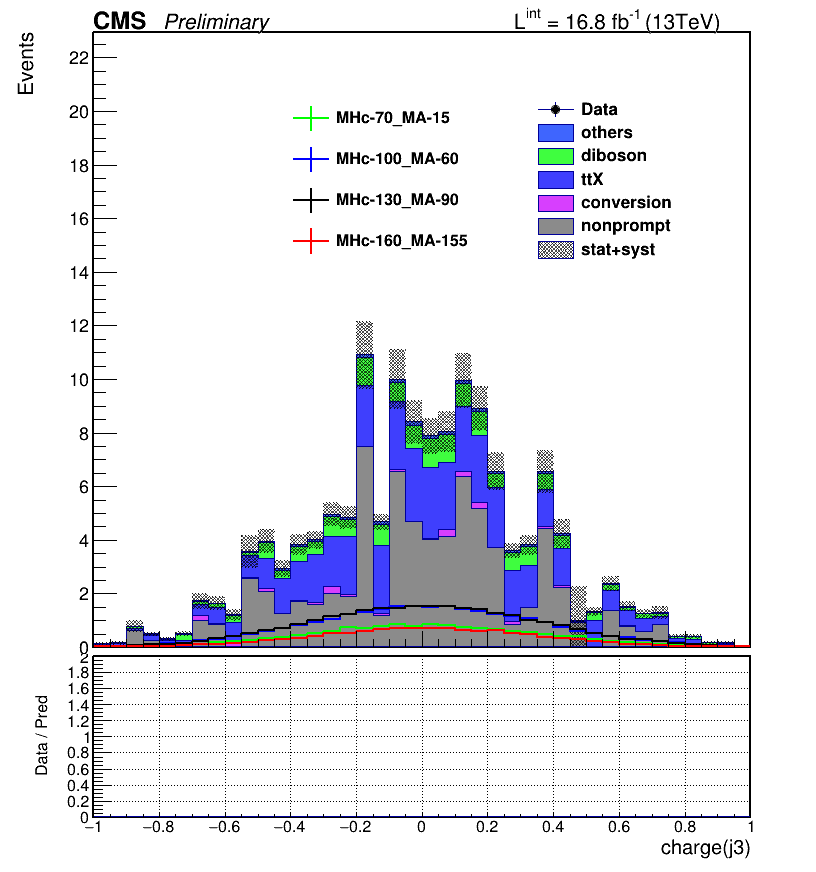 CMS Preliminary L^int = 16.8 fb^-1 (13TeV)
Events
22
20
18
16
14
12
10
8
6
4
2
0
MHc-70_MA-15
MHc-100_MA-60
MHc-130_MA-90
MHc-160_MA-155
Data
others
diboson
ttX
conversion
nonprompt
stat+syst
Data / Pred
2
1.8
1.6
1.4
1.2
1
0.8
0.6
0.4
0.2
0
−1 −0.8 −0.6 −0.4 −0.2 0 0.2 0.4 0.6 0.8 1
charge(j3)